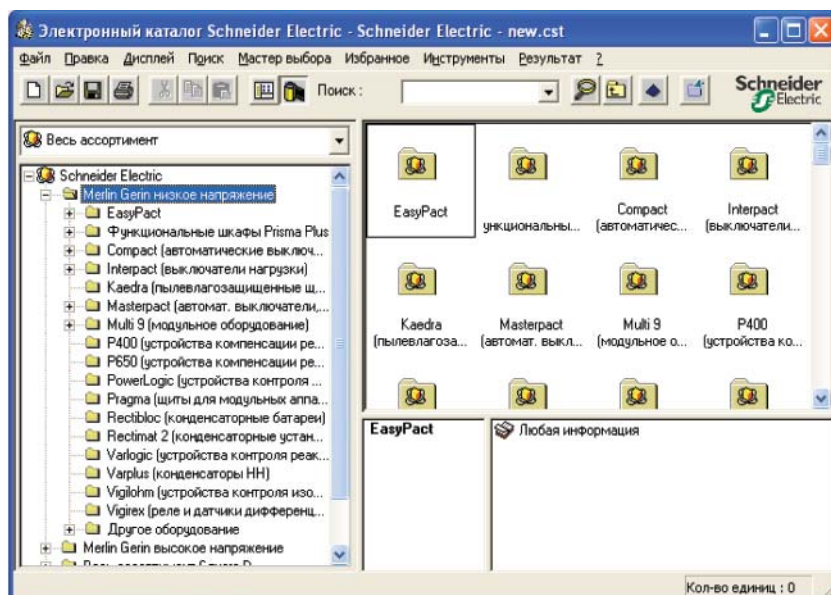 Электронный каталог Schneider Electric - Schneider Electric - new.cst
Файл Правка Дисплей Поиск Мастер выбора Избранное Инструменты Результат ?
Поиск :
Schneider
Electric
Весь ассортимент
Schneider Electric
Merlin Gerin низкое напряжение
EasyPact
Функциональные шкафы Prisma Plus
Compact (автоматические выключ...
Interpact (выключатели нагрузки)
Kaedra (пылевлагозащищенные щ...
Masterpact (автомат. выключатели,...
Multi 9 (модульное оборудование)
P400 (устройства компенсации ре...
P650 (устройства компенсации ре...
PowerLogic (устройства контроля ...
Pragma (щиты для модульных аппа...
Rectibloc (конденсаторные батареи)
Rectimat 2 (конденсаторные устан...
Varlogic (устройства контроля реак...
Varplus (конденсаторы НН)
Vigilohm (устройства контроля изо...
Vigirex (реле и датчики дифференц...
Другое оборудование
Merlin Gerin высокое напряжение
EasyPact
ункциональны...
Compact
(автоматичес...
Interpact
(выключатели...
Kaedra
(пылевлагоза...
Masterpact
(автомат. выкл...
Multi 9
(модульное о...
P400
(устройства ко...
EasyPact
Любая информация
Кол-во единиц : 0